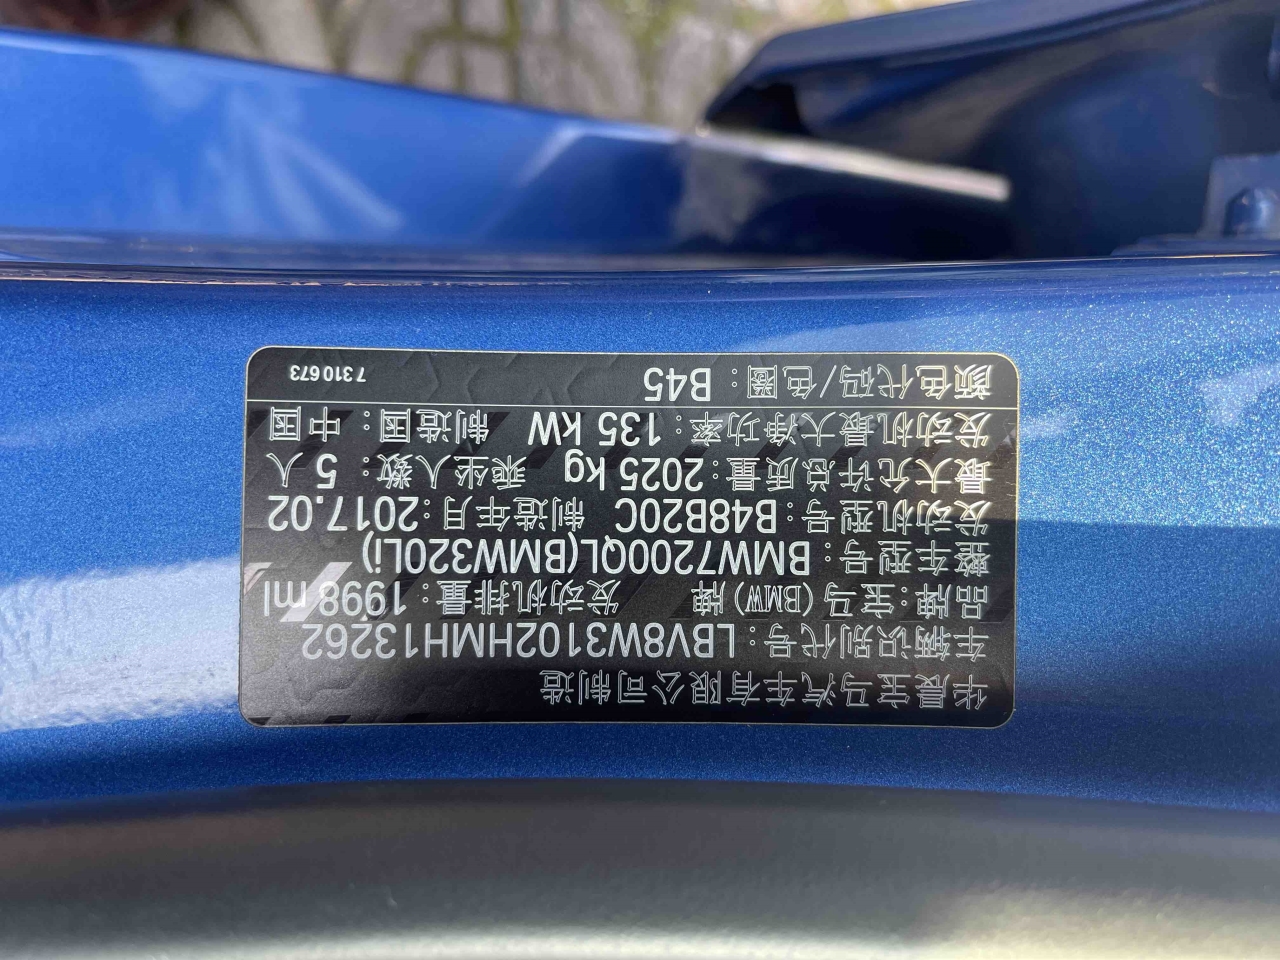 华晨宝马汽车有限公司制造
车辆识别代号：LBV8W3102HMH13262
品牌：宝马(BMW)牌 发动机排量：1998 ml
整车型号：BMW7200QL(BMW320Li)
发动机型号：B48B20C 制造年月：2017.02
最大允许总质量：2025 kg 乘坐人数：5 人
发动机最大净功率：135 kW 制造国：中国
颜色代码/色圈：B45 7 310 673